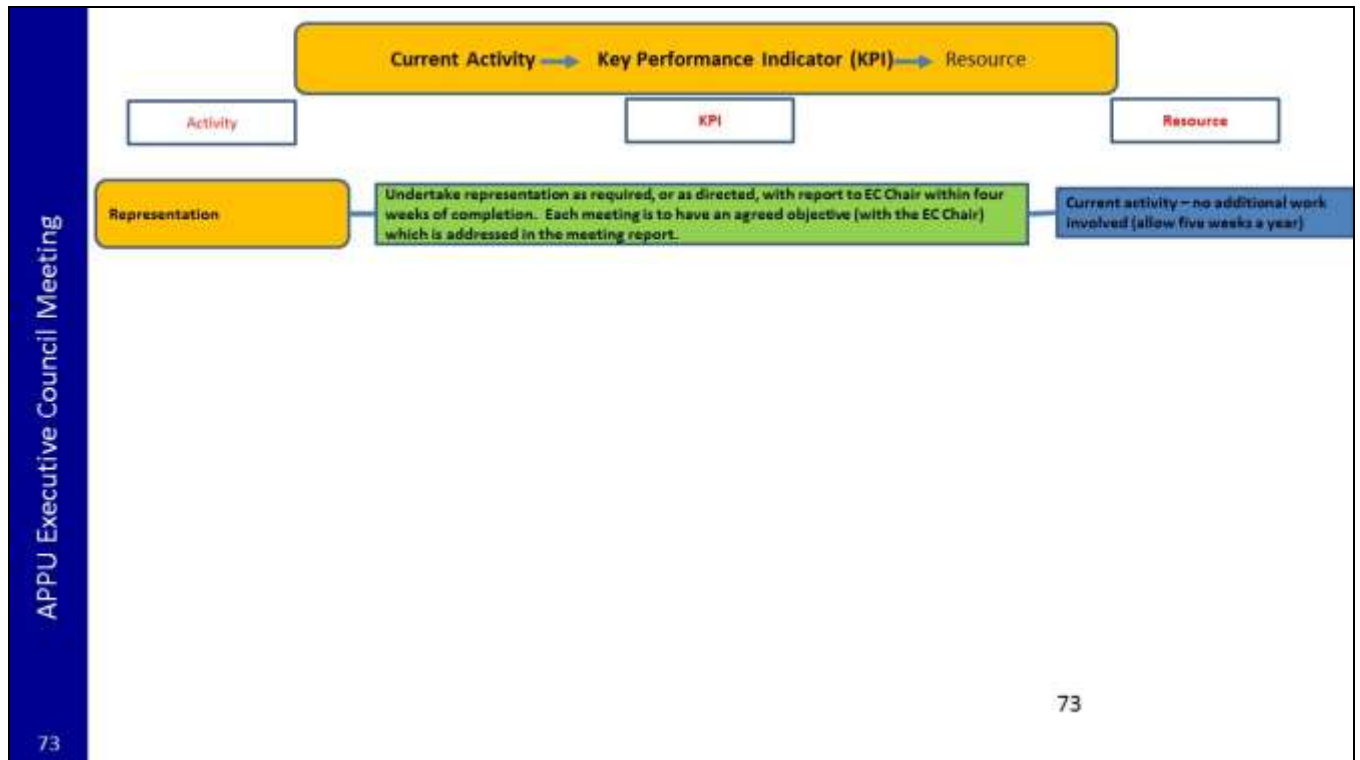 Current Activity Key Performance Indicator (KPI) Resource
Activity
KPI
Resource
Representation
Undertake representation as required, or as directed, with report to EC Chair within four
weeks of completion. Each meeting is to have an agreed objective (with the EC Chair)
which is addressed in the meeting report.
Current activity – no additional work
involved (allow five weeks a year)
APPU Executive Council Meeting
73
73